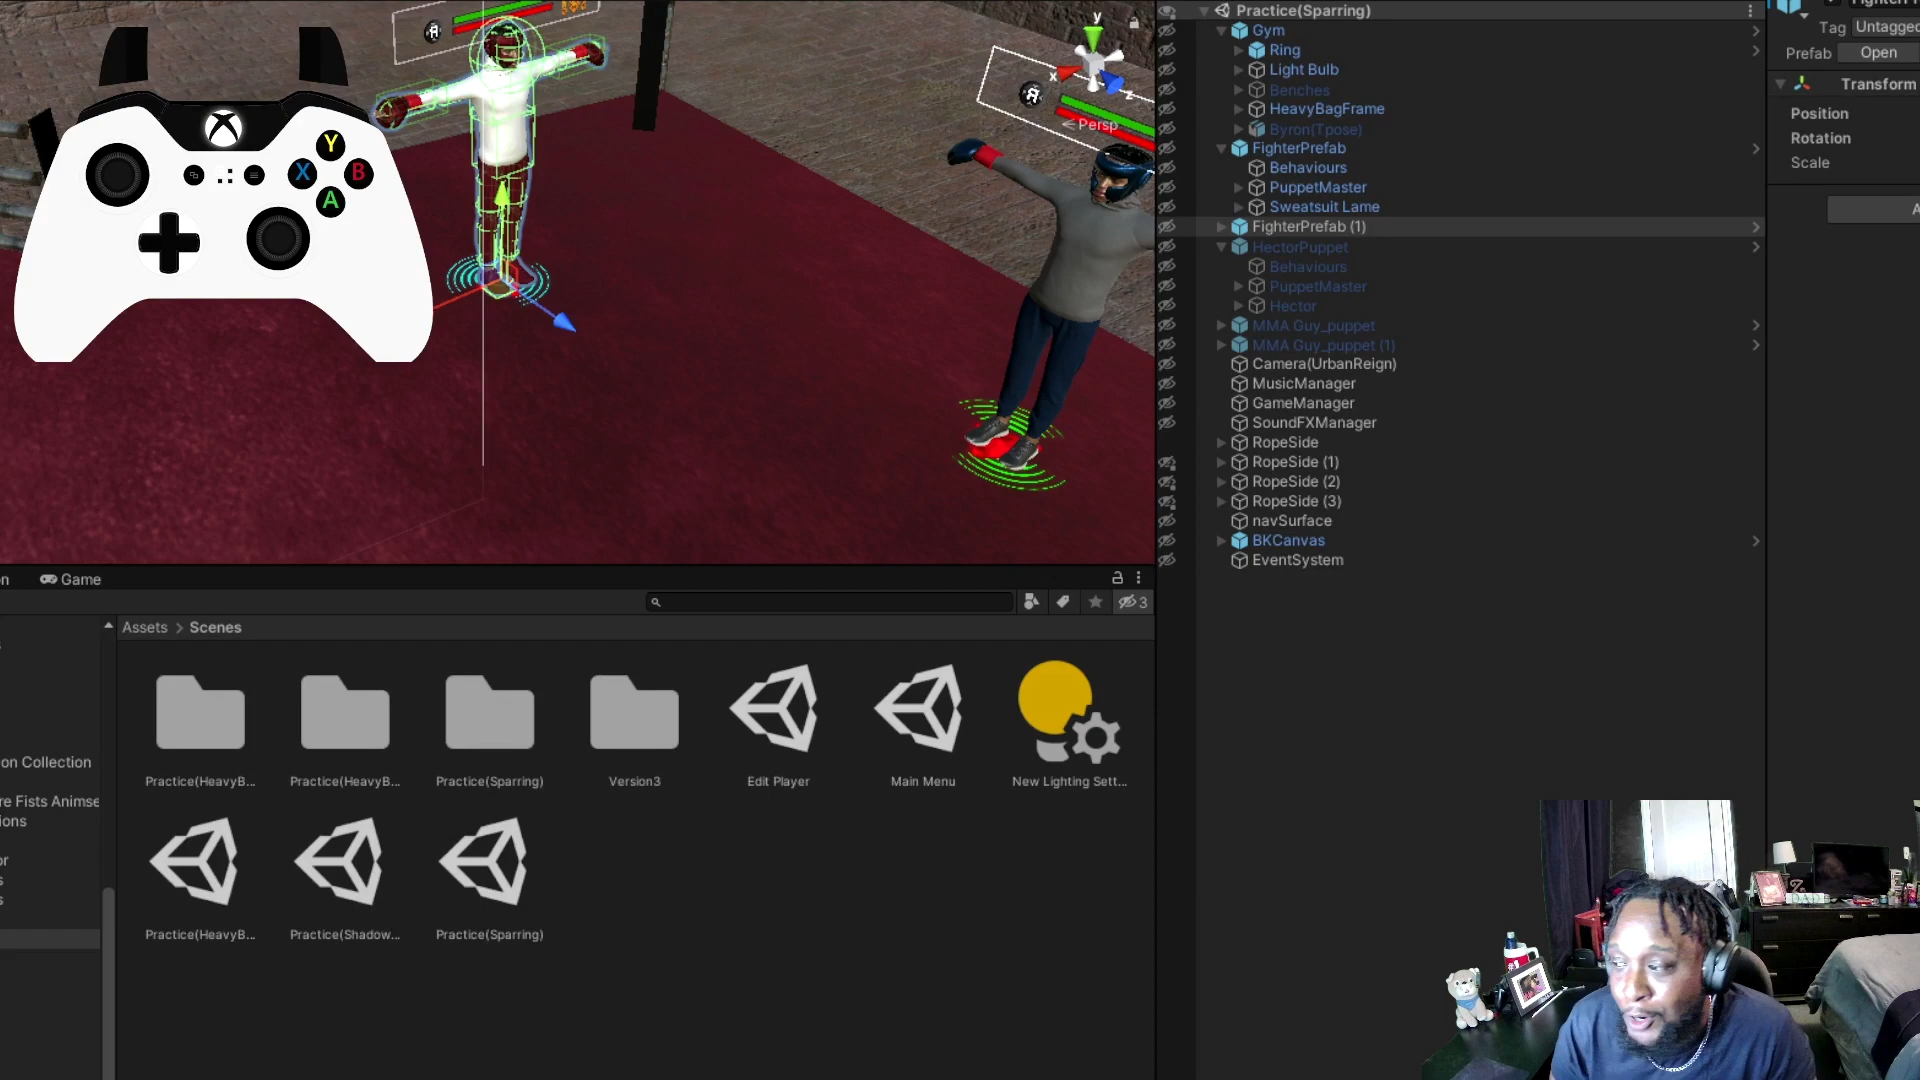 Practice(Sparring)
Gym
Ring
Light Bulb
Benches
HeavyBagFrame
Byron(Tpose)
FighterPrefab
Behaviours
PuppetMaster
Sweatsuit Lame
FighterPrefab (1)
HectorPuppet
Behaviours
PuppetMaster
Hector
MMA Guy_puppet
MMA Guy_puppet (1)
Camera(UrbanReign)
MusicManager
GameManager
SoundFXManager
RopeSide
RopeSide (1)
RopeSide (2)
RopeSide (3)
navSurface
BKCanvas
EventSystem
Tag Untagged
Prefab Open
Transform
Position
Rotation
Scale
y
x
z
Persp
Y
X
B
A
Game
3
Assets > Scenes
on Collection
re Fists Animse
ions
or
s
s
Practice(HeavyB...
Practice(HeavyB...
Practice(Sparring)
Version3
Edit Player
Main Menu
New Lighting Sett...
Practice(HeavyB...
Practice(Shadow...
Practice(Sparring)